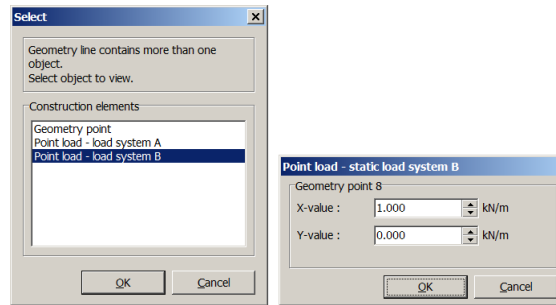 Select
Geometry line contains more than one
object.
Select object to view.
Construction elements
Geometry point
Point load - load system A
Point load - load system B
OK
Cancel
Point load - static load system B
Geometry point 8
X-value :
1.000
kN/m
Y-value :
0.000
kN/m
OK
Cancel